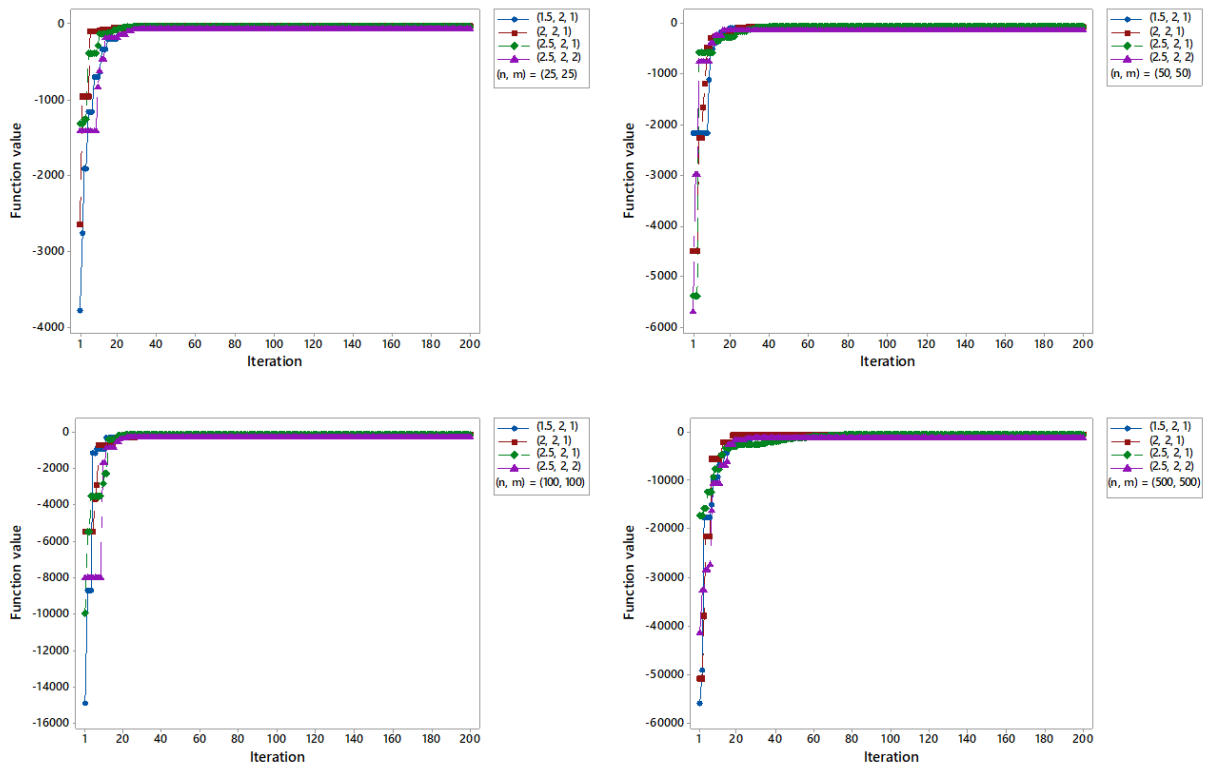 0
-1000
-2000
-3000
-4000
Function value
1 20 40 60 80 100 120 140 160 180 200
Iteration
(1.5, 2, 1)
(2, 2, 1)
(2.5, 2, 1)
(2.5, 2, 2)
(n, m) = (25, 25)
0
-1000
-2000
-3000
-4000
-5000
-6000
Function value
1 20 40 60 80 100 120 140 160 180 200
Iteration
(1.5, 2, 1)
(2, 2, 1)
(2.5, 2, 1)
(2.5, 2, 2)
(n, m) = (50, 50)
0
-2000
-4000
-6000
-8000
-10000
-12000
-14000
-16000
Function value
1 20 40 60 80 100 120 140 160 180 200
Iteration
(1.5, 2, 1)
(2, 2, 1)
(2.5, 2, 1)
(2.5, 2, 2)
(n, m) = (100, 100)
0
-10000
-20000
-30000
-40000
-50000
-60000
Function value
1 20 40 60 80 100 120 140 160 180 200
Iteration
(1.5, 2, 1)
(2, 2, 1)
(2.5, 2, 1)
(2.5, 2, 2)
(n, m) = (500, 500)